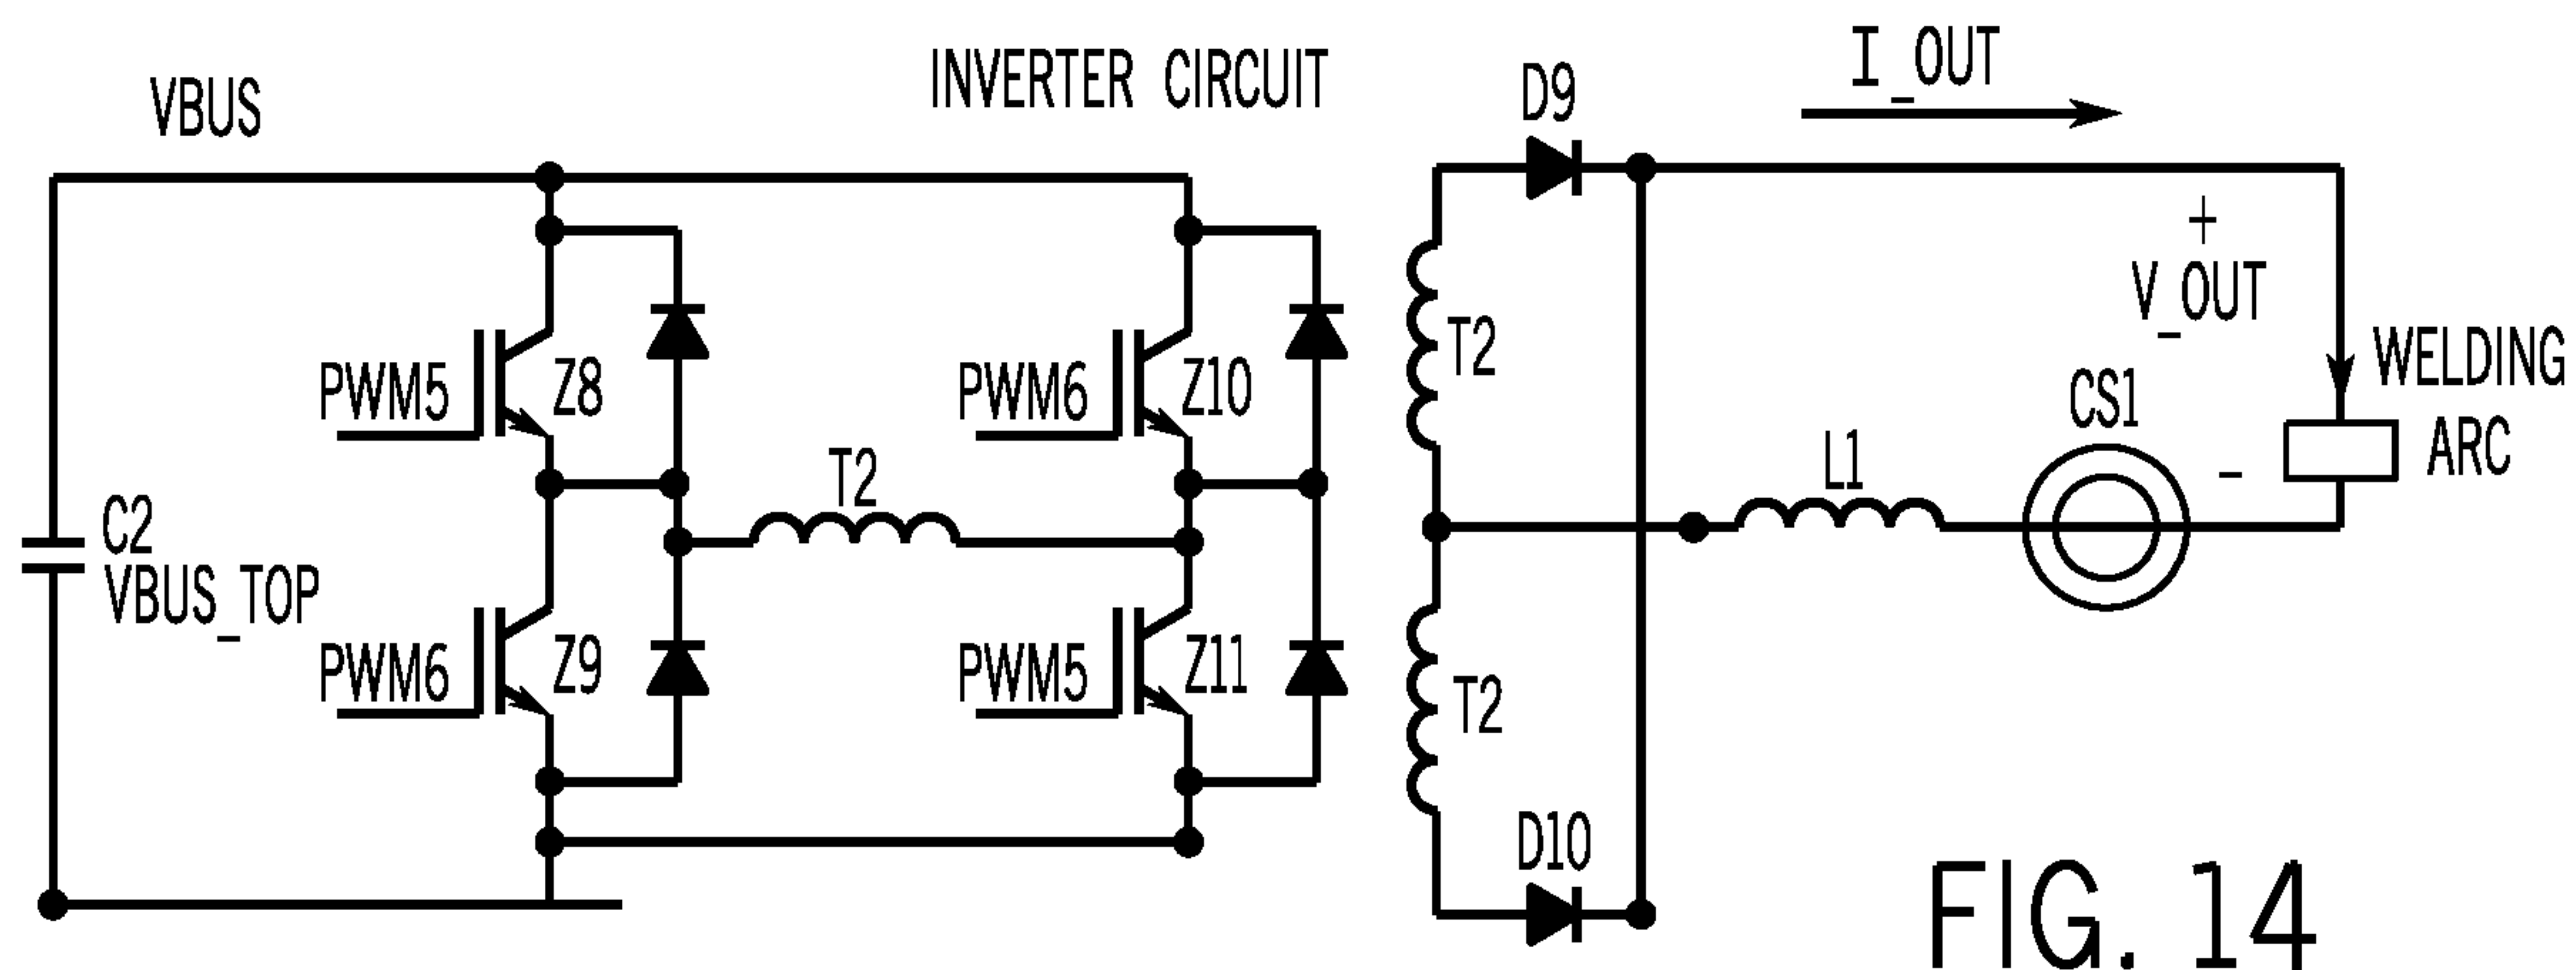 VBUS
INVERTER CIRCUIT
D9
I_OUT
+
V_OUT
-
WELDING
ARC
CS1
L1
T2
T2
T2
D10
PWM5
Z8
PWM6
Z10
C2
VBUS_TOP
PWM6
Z9
PWM5
Z11
FIG. 14